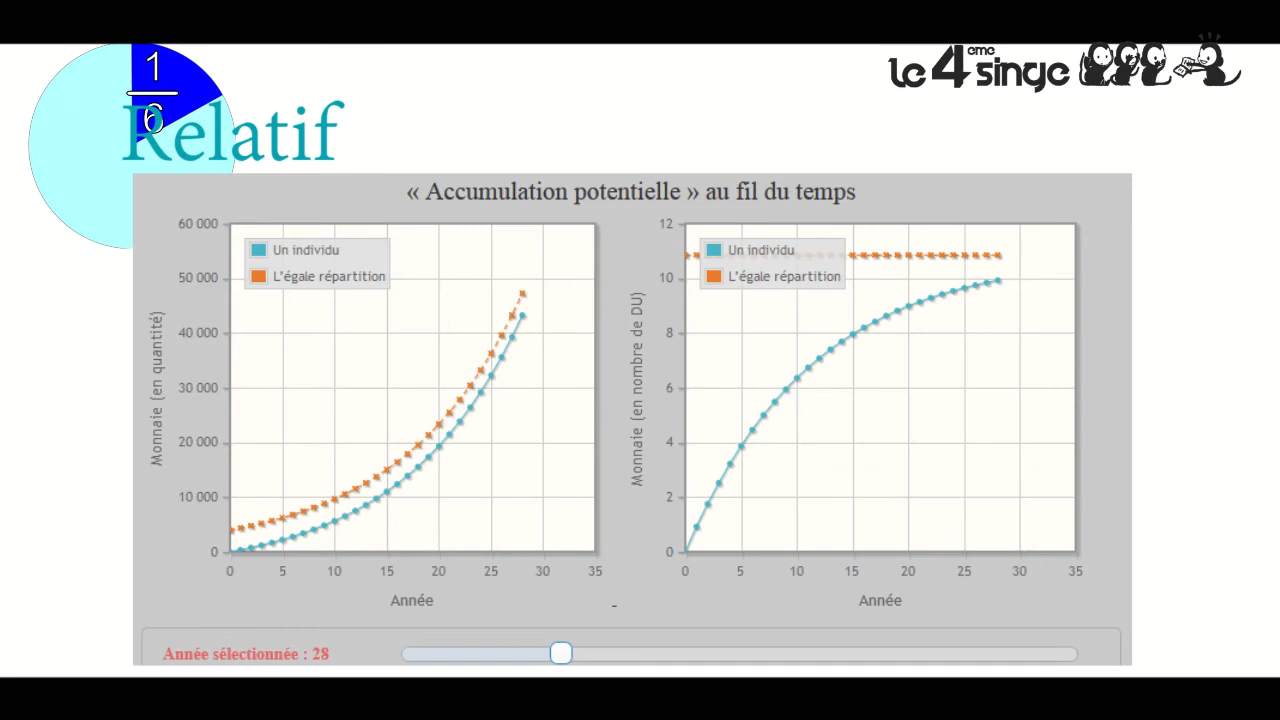 1
6
Relatif
le 4eme singe
« Accumulation potentielle » au fil du temps
60 000
50 000
40 000
30 000
20 000
10 000
0
Monnaie (en quantité)
Un individu
L'égale répartition
0 5 10 15 20 25 30 35
Année
12
10
8
6
4
2
0
Monnaie (en nombre de DU)
Un individu
L'égale répartition
0 5 10 15 20 25 30 35
Année
-
Année sélectionnée : 28